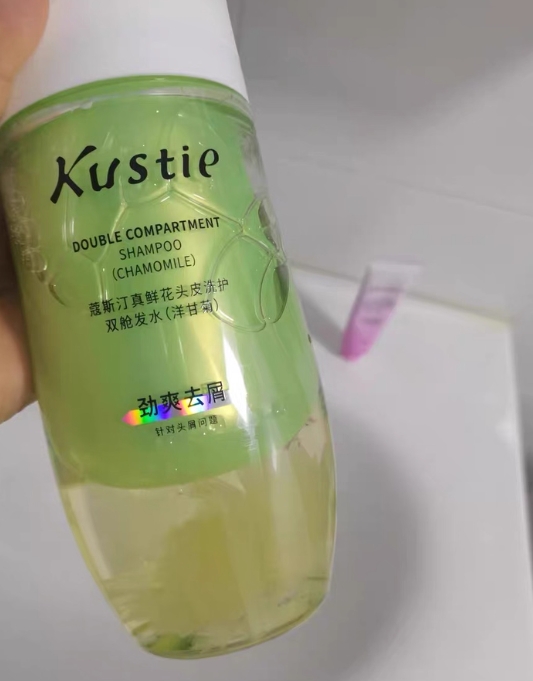 Kustie
DOUBLE COMPARTMENT
SHAMPOO
(CHAMOMILE)
蔻斯汀真鲜花头皮洗护
双舱发水(洋甘菊)
劲爽去屑
针对头屑问题